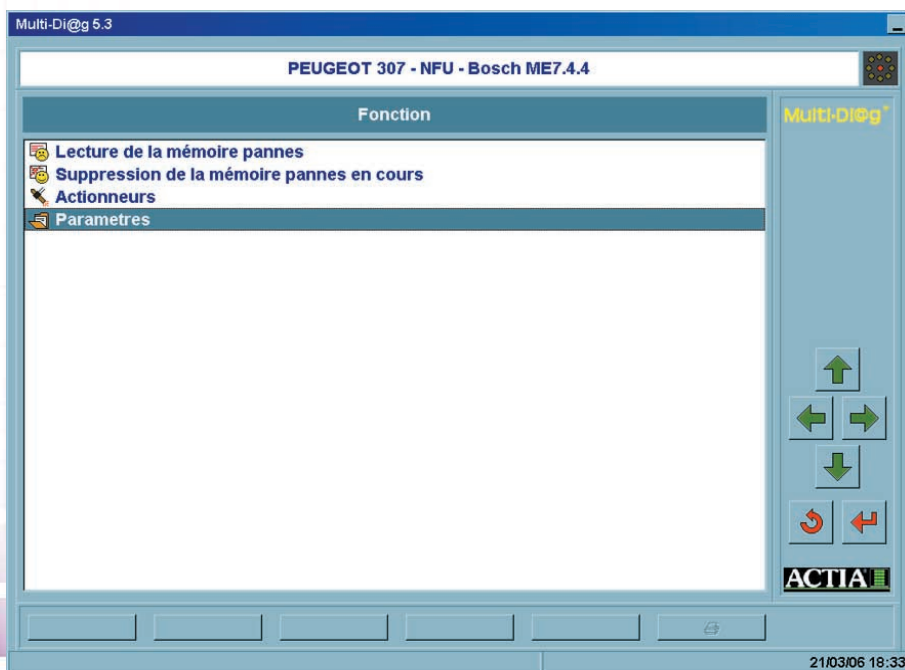 Multi-Di@g 5.3
PEUGEOT 307 - NFU - Bosch ME7.4.4
Fonction
Multi-Di@g®
Lecture de la mémoire pannes
Suppression de la mémoire pannes en cours
Actionneurs
Parametres
ACTIA
21/03/06 18:33